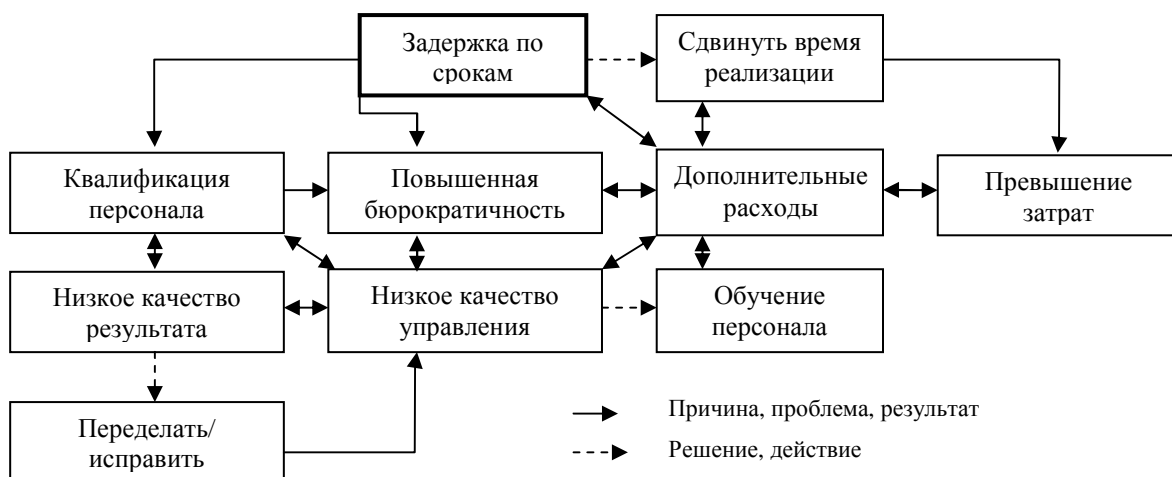 Задержка по
срокам
Сдвинуть время
реализации
Квалификация
персонала
Повышенная
бюрократичность
Дополнительные
расходы
Превышение
затрат
Низкое качество
результата
Низкое качество
управления
Обучение
персонала
Переделать/
исправить
Причина, проблема, результат
Решение, действие